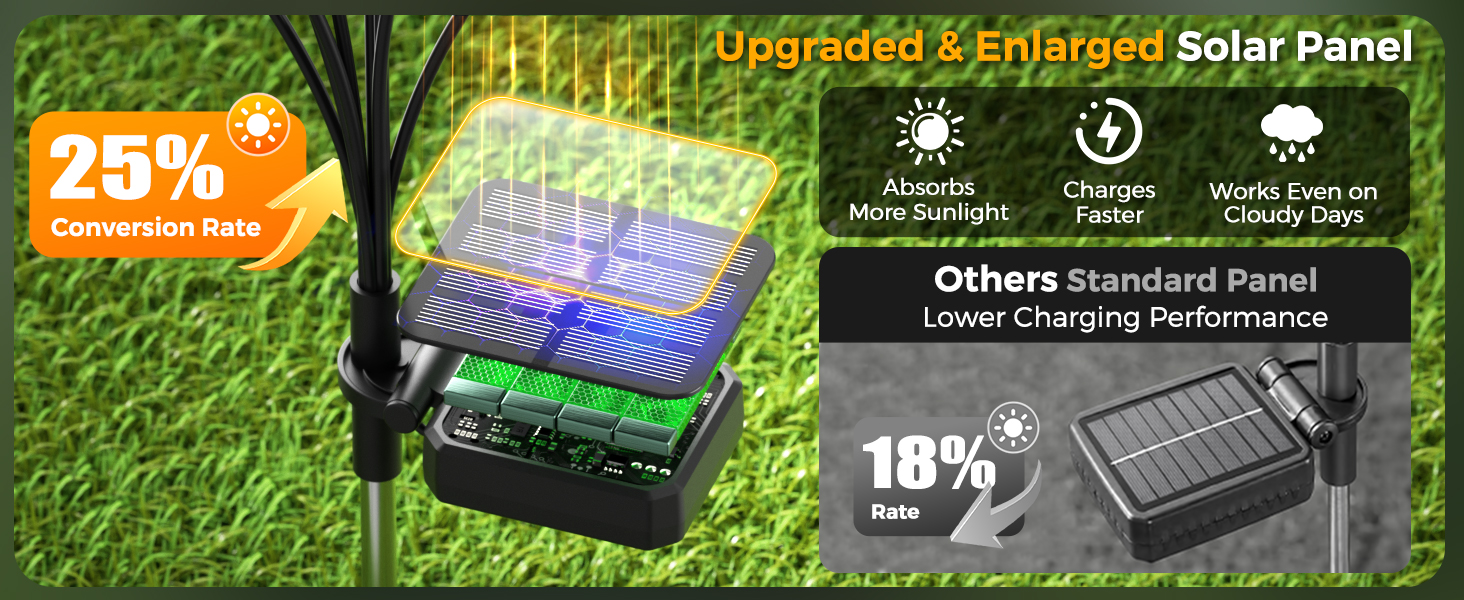 Upgraded & Enlarged Solar Panel
25%
Conversion Rate
Absorbs
More Sunlight
Charges
Faster
Works Even on
Cloudy Days
Others Standard Panel
Lower Charging Performance
18%
Rate